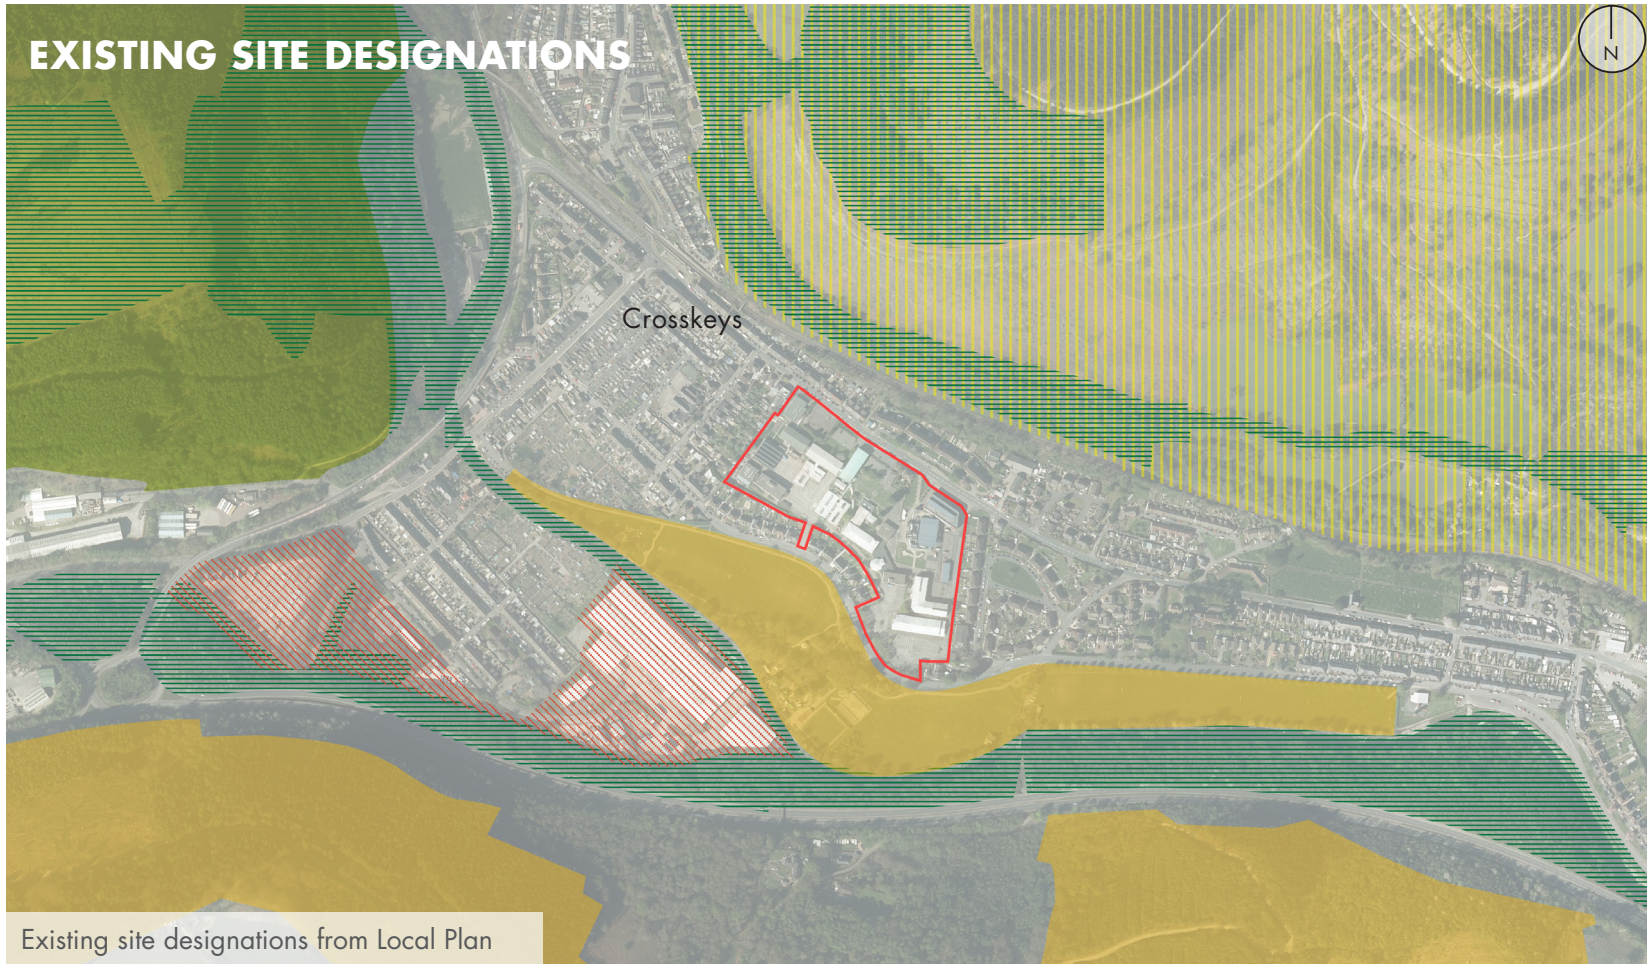 EXISTING SITE DESIGNATIONS
N
Crosskeys
Existing site designations from Local Plan